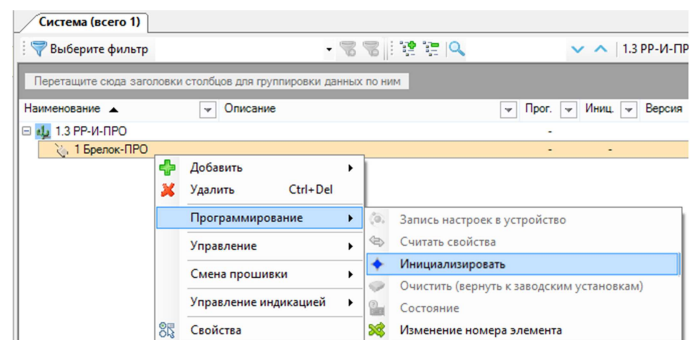 Система (всего 1)
Выберите фильтр 1.3 РР-И-ПР
Перетащите сюда заголовки столбцов для группировки данных по ним
Наименование Описание Прог. Иниц. Версия
1.3 РР-И-ПРО -
1 Брелок-ПРО - -
Добавить
Удалить Ctrl+Del
Программирование
Управление
Смена прошивки
Управление индикацией
Свойства
Запись настроек в устройство
Считать свойства
Инициализировать
Очистить (вернуть к заводским установкам)
Состояние
Изменение номера элемента